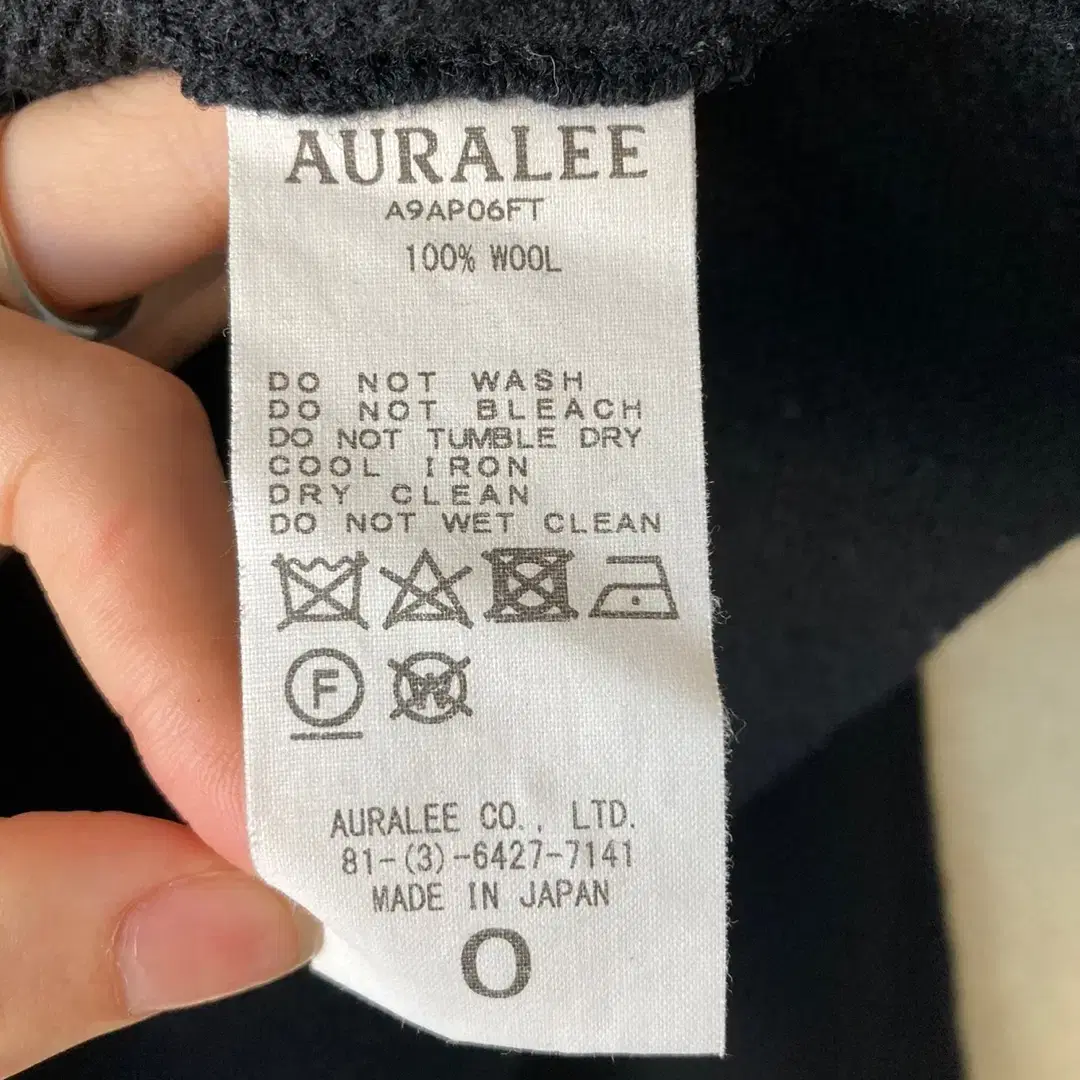 AURALEE
A9AP06FT
100% WOOL
DO NOT WASH
DO NOT BLEACH
DO NOT TUMBLE DRY
COOL IRON
DRY CLEAN
DO NOT WET CLEAN
F W
AURALEE CO., LTD.
81-(3)-6427-7141
MADE IN JAPAN
O